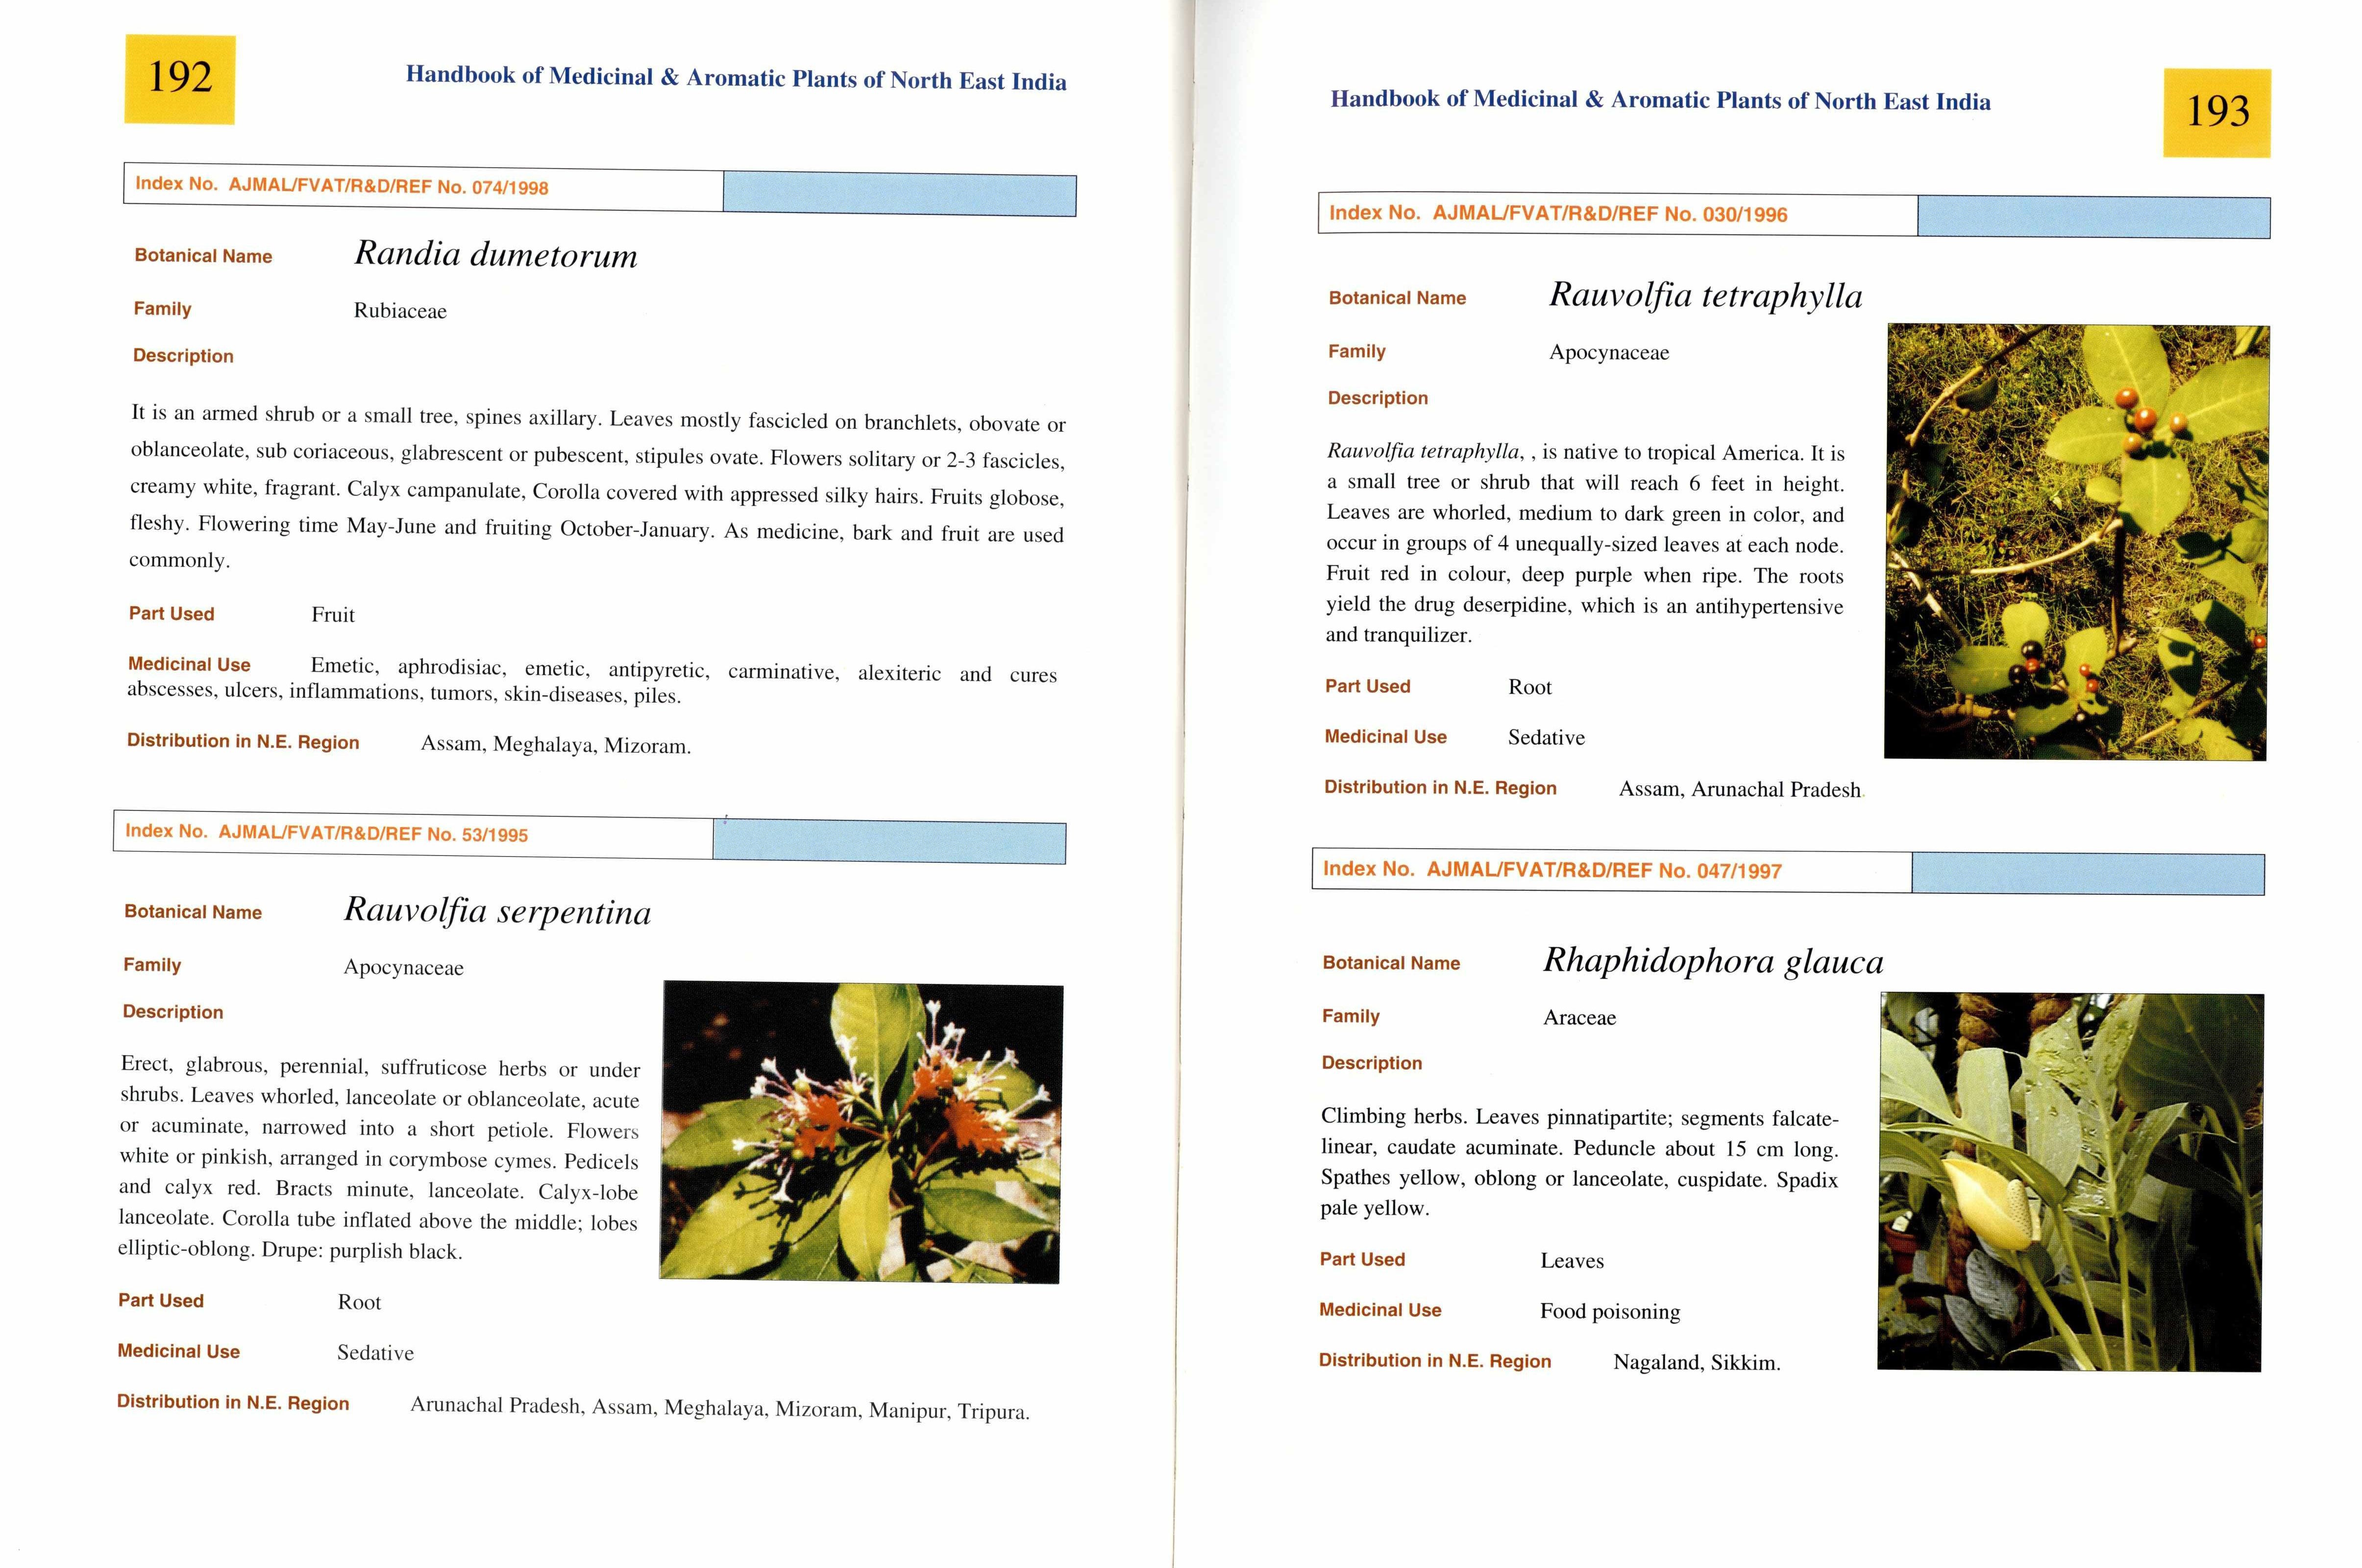 192
Handbook of Medicinal & Aromatic Plants of North East India
Index No. AJMAL/FVAT/R&D/REF No. 074/1998
Botanical Name Randia dumetorum
Family Rubiaceae
Description
It is an armed shrub or a small tree, spines axillary. Leaves mostly fascicled on branchlets, obovate or
oblanceolate, sub coriaceous, glabrescent or pubescent, stipules ovate. Flowers solitary or 2-3 fascicles,
creamy white, fragrant. Calyx campanulate, Corolla covered with appressed silky hairs. Fruits globose,
fleshy. Flowering time May-June and fruiting October-January. As medicine, bark and fruit are used
commonly.
Part Used Fruit
Medicinal Use Emetic, aphrodisiac, emetic, antipyretic, carminative, alexiteric and cures
abscesses, ulcers, inflammations, tumors, skin-diseases, piles.
Distribution in N.E. Region Assam, Meghalaya, Mizoram.
Index No. AJMAL/FVAT/R&D/REF No. 53/1995
Botanical Name Rauvolfia serpentina
Family Apocynaceae
Description
Erect, glabrous, perennial, suffruticose herbs or under
shrubs. Leaves whorled, lanceolate or oblanceolate, acute
or acuminate, narrowed into a short petiole. Flowers
white or pinkish, arranged in corymbose cymes. Pedicels
and calyx red. Bracts minute, lanceolate. Calyx-lobe
lanceolate. Corolla tube inflated above the middle; lobes
elliptic-oblong. Drupe: purplish black.
Part Used Root
Medicinal Use Sedative
Distribution in N.E. Region Arunachal Pradesh, Assam, Meghalaya, Mizoram, Manipur, Tripura.
Handbook of Medicinal & Aromatic Plants of North East India
193
Index No. AJMAL/FVAT/R&D/REF No. 030/1996
Botanical Name Rauvolfia tetraphylla
Family Apocynaceae
Description
Rauvolfia tetraphylla, , is native to tropical America. It is
a small tree or shrub that will reach 6 feet in height.
Leaves are whorled, medium to dark green in color, and
occur in groups of 4 unequally-sized leaves at each node.
Fruit red in colour, deep purple when ripe. The roots
yield the drug deserpidine, which is an antihypertensive
and tranquilizer.
Part Used Root
Medicinal Use Sedative
Distribution in N.E. Region Assam, Arunachal Pradesh.
Index No. AJMAL/FVAT/R&D/REF No. 047/1997
Botanical Name Rhaphidophora glauca
Family Araceae
Description
Climbing herbs. Leaves pinnatipartite; segments falcate-
linear, caudate acuminate. Peduncle about 15 cm long.
Spathes yellow, oblong or lanceolate, cuspidate. Spadix
pale yellow.
Part Used Leaves
Medicinal Use Food poisoning
Distribution in N.E. Region Nagaland, Sikkim.